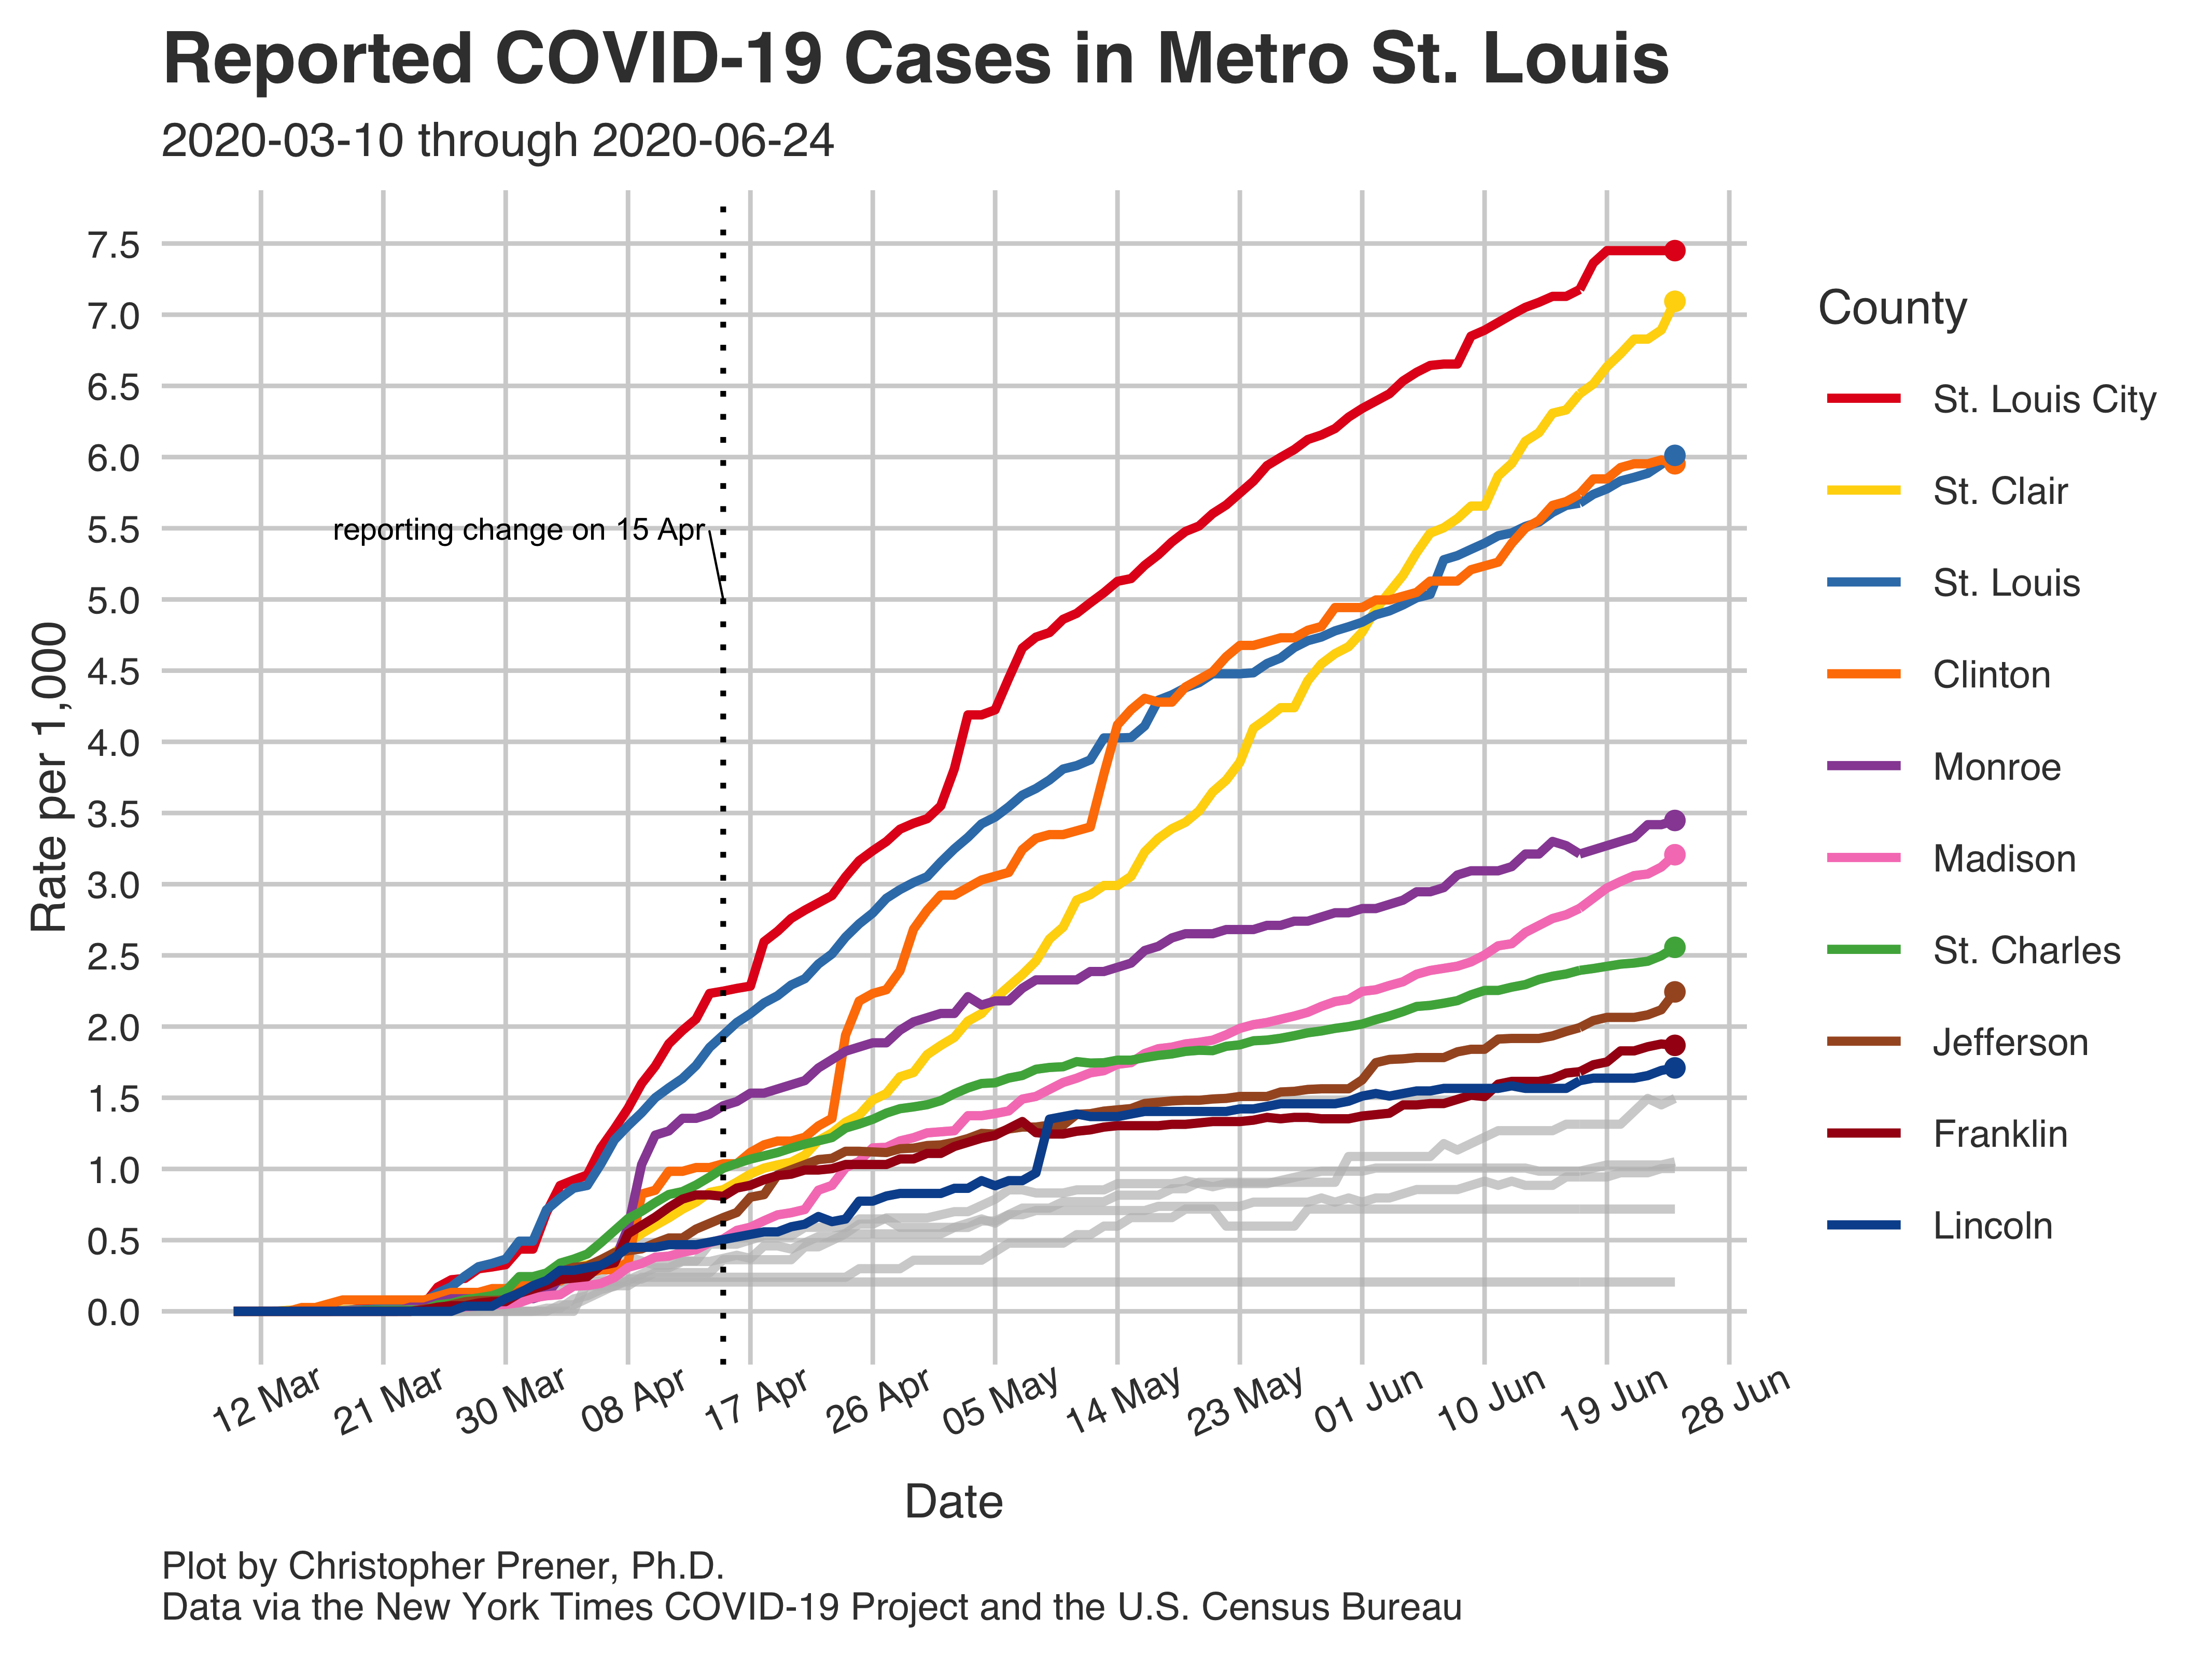 Reported COVID-19 Cases in Metro St. Louis
2020-03-10 through 2020-06-24
7.5
7.0
6.5
6.0
5.5
5.0
4.5
4.0
3.5
3.0
2.5
2.0
1.5
1.0
0.5
0.0
Rate per 1,000
reporting change on 15 Apr
12 Mar
21 Mar
30 Mar
08 Apr
17 Apr
26 Apr
05 May
14 May
23 May
01 Jun
10 Jun
19 Jun
28 Jun
Date
County
St. Louis City
St. Clair
St. Louis
Clinton
Monroe
Madison
St. Charles
Jefferson
Franklin
Lincoln
Plot by Christopher Prener, Ph.D.
Data via the New York Times COVID-19 Project and the U.S. Census Bureau